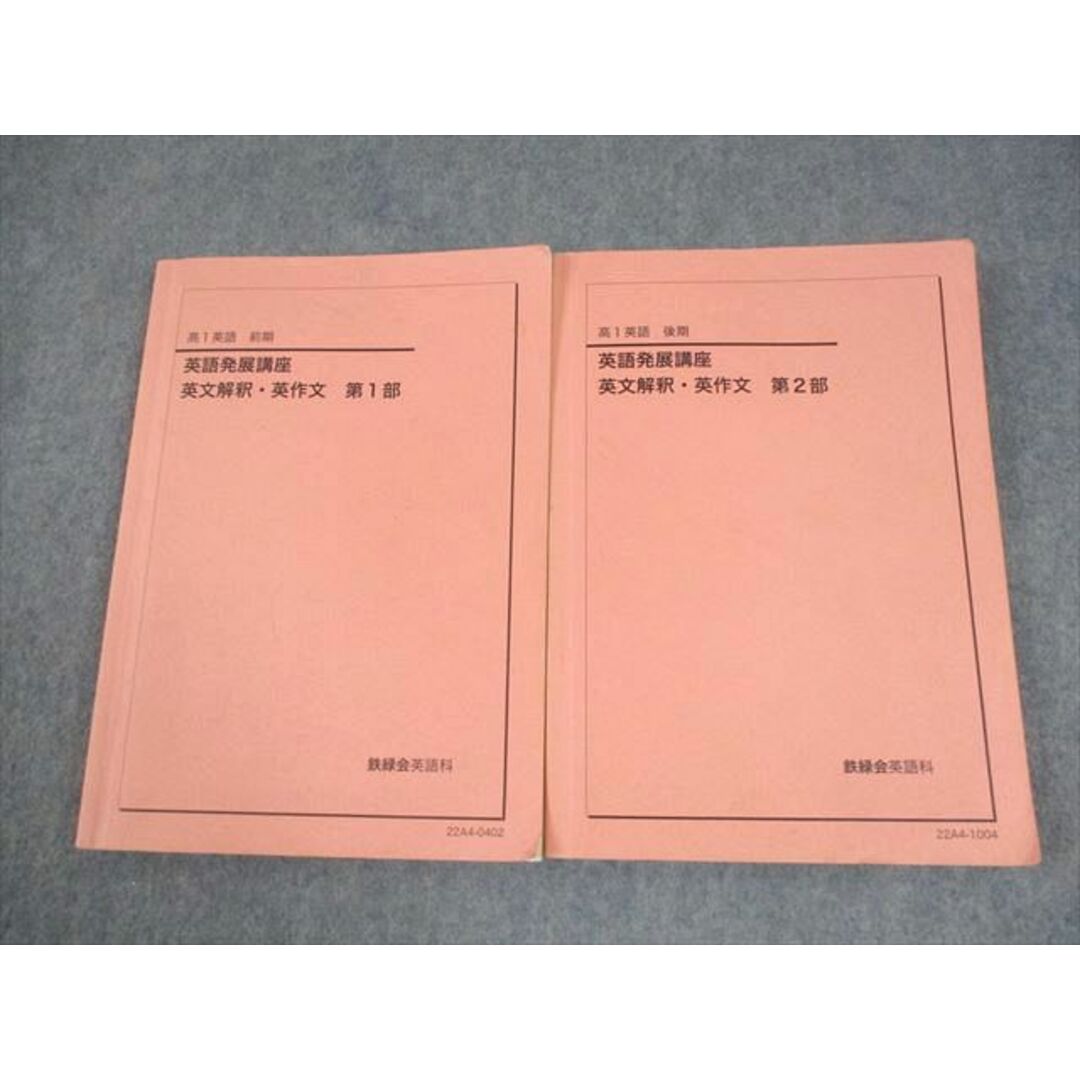 高1英語 前期
英語発展講座
英文解釈・英作文 第1部
鉄緑会英語科
22A4-0402
高1英語 後期
英語発展講座
英文解釈・英作文 第2部
鉄緑会英語科
22A4-1004